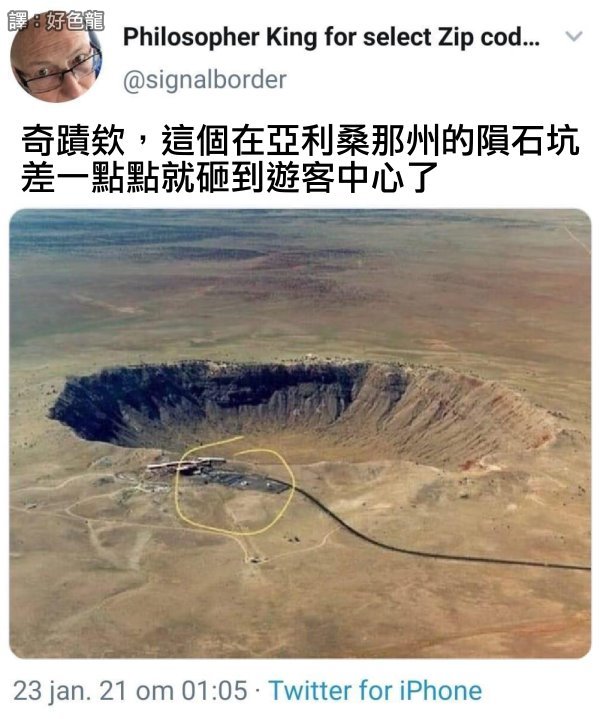 譯：好色龍
Philosopher King for select Zip cod...
@signalborder
奇蹟欸，這個在亞利桑那州的隕石坑
差一點點就砸到遊客中心了
23 jan. 21 om 01:05 · Twitter for iPhone